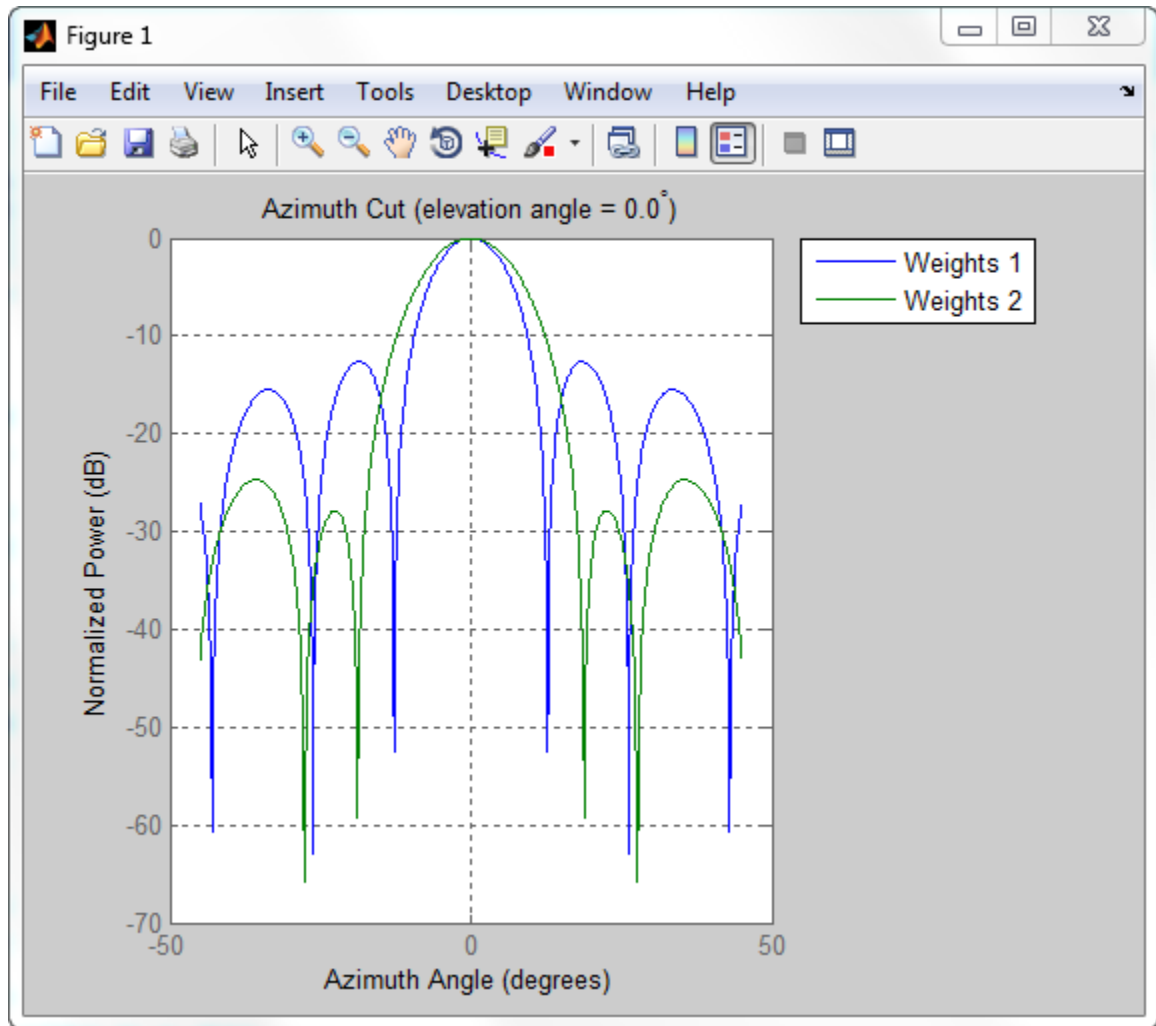 Figure 1
File Edit View Insert Tools Desktop Window Help
Azimuth Cut (elevation angle = 0.0°)
Weights 1
Weights 2
0
-10
-20
-30
-40
-50
-60
-70
Normalized Power (dB)
-50 0 50
Azimuth Angle (degrees)